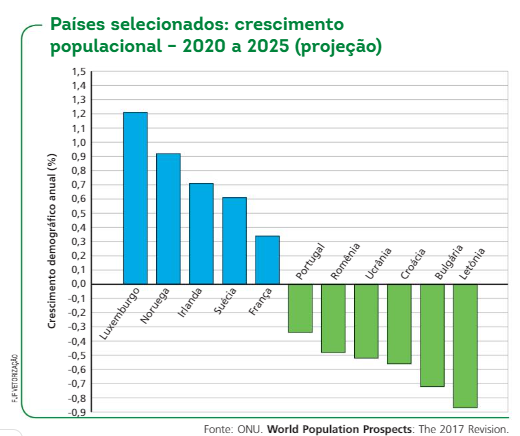 Países selecionados: crescimento
populacional – 2020 a 2025 (projeção)
Crescimento demográfico anual (%)
1,5
1,4
1,3
1,2
1,1
1,0
0,9
0,8
0,7
0,6
0,5
0,4
0,3
0,2
0,1
0,0
-0,1
-0,2
-0,3
-0,4
-0,5
-0,6
-0,7
-0,8
-0,9
Luxemburgo
Noruega
Irlanda
Suécia
França
Portugal
Romênia
Ucrânia
Croácia
Bulgária
Letônia
FJF VETORIZAÇÃO
Fonte: ONU. World Population Prospects: The 2017 Revision.